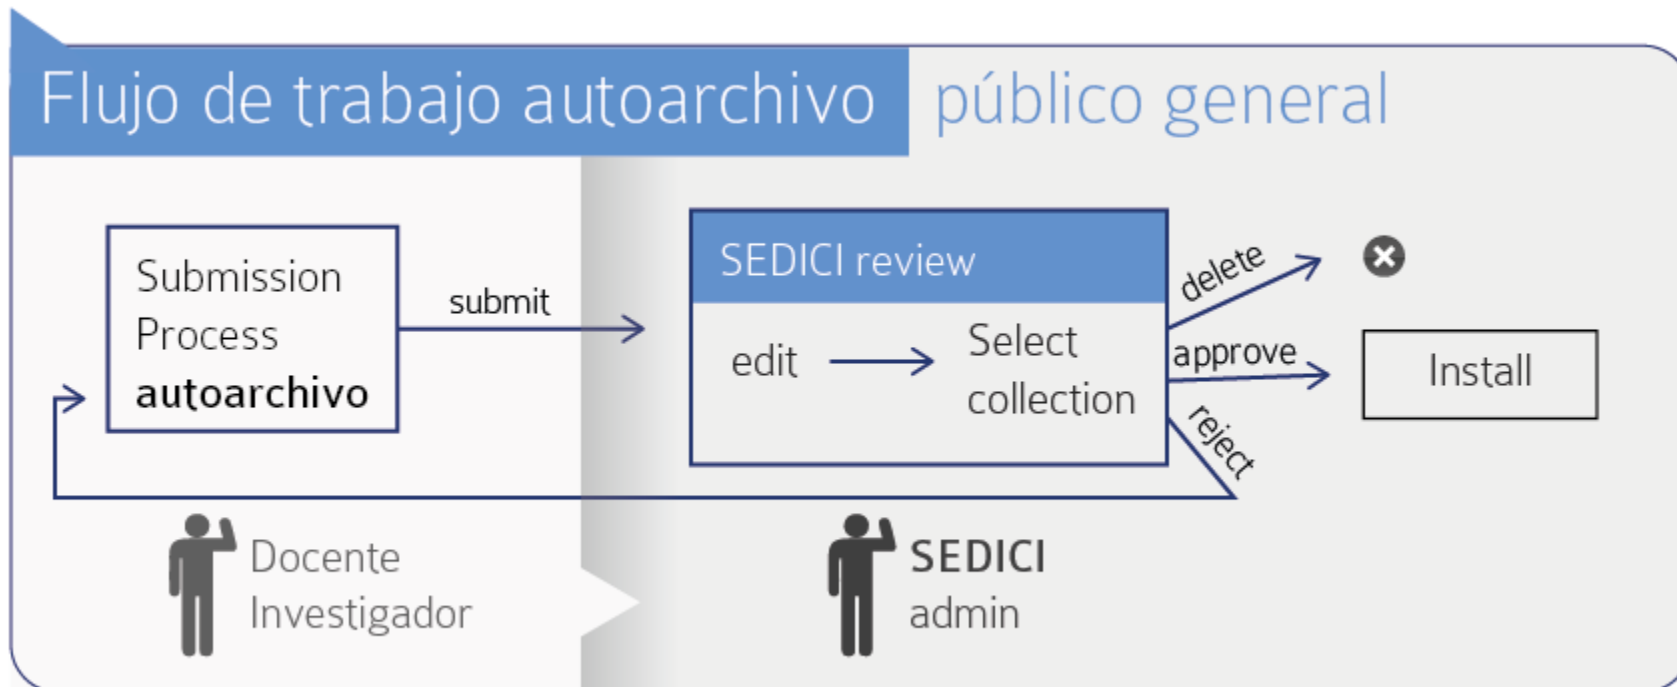 Flujo de trabajo autoarchivo público general
Submission
Process
autoarchivo
submit
SEDICI review
edit
Select
collection
delete
approve
reject
Install
Docente
Investigador
SEDICI
admin